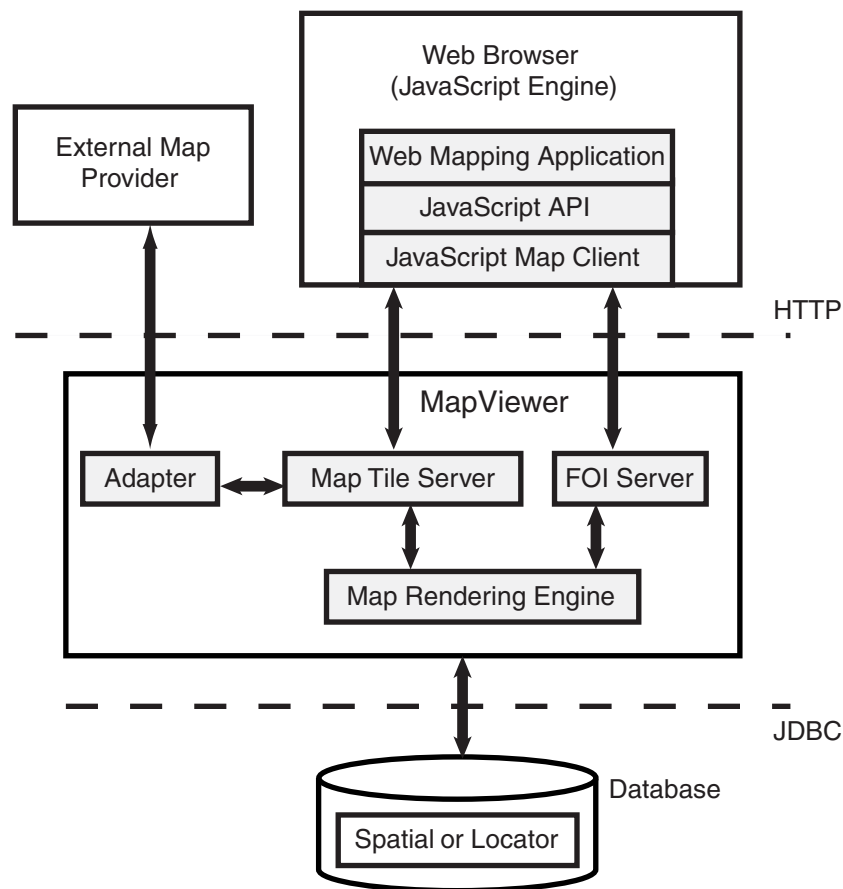 Web Browser
(JavaScript Engine)
External Map
Provider
Web Mapping Application
JavaScript API
JavaScript Map Client
HTTP
MapViewer
Adapter
Map Tile Server
FOI Server
Map Rendering Engine
JDBC
Database
Spatial or Locator